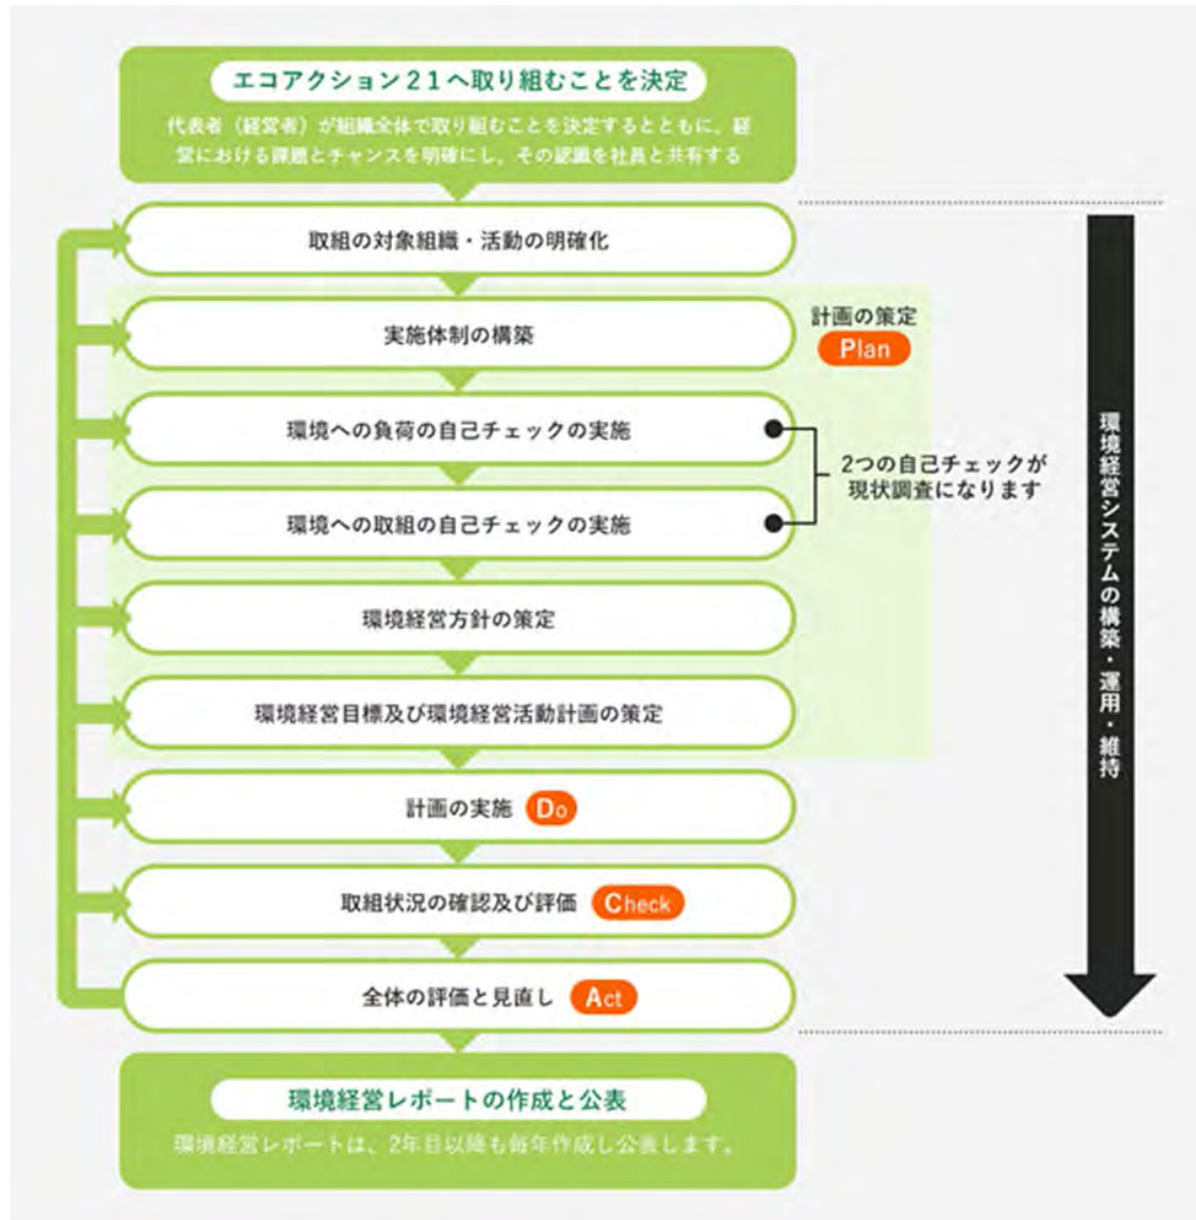 エコアクション21へ取り組むことを決定
代表者（経営者）が組織全体で取り組むことを決定するとともに、経
営における課題とチャンスを明確にし、その認識を社員と共有する
取組の対象組織・活動の明確化
実施体制の構築
計画の策定
Plan
環境への負荷の自己チェックの実施
2つの自己チェックが
現状調査になります
環境への取組の自己チェックの実施
環境経営方針の策定
環境経営目標及び環境経営活動計画の策定
計画の実施 Do
取組状況の確認及び評価 Check
全体の評価と見直し Act
環境経営システムの構築・運用・維持
環境経営レポートの作成と公表
環境経営レポートは、2年目以降も毎年作成し公表します。